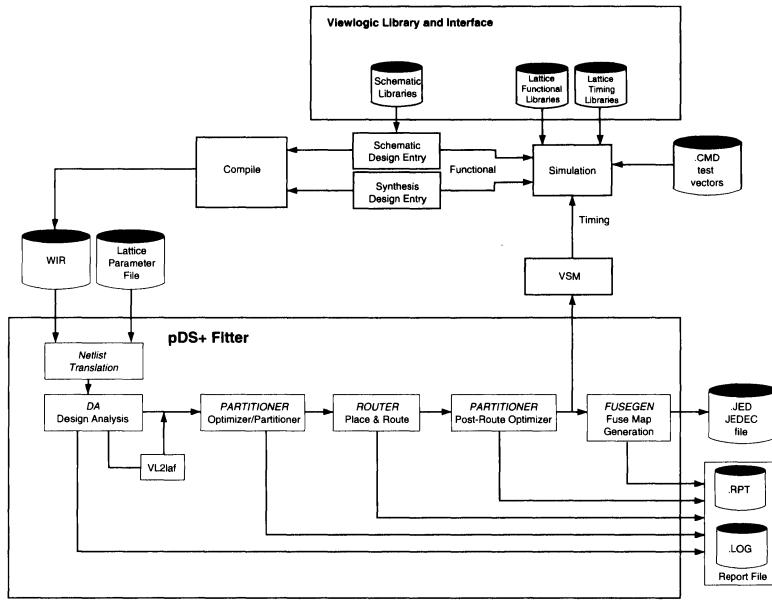 Viewlogic Library and Interface
Schematic
Libraries
Lattice
Functional
Libraries
Lattice
Timing
Libraries
Compile
Schematic
Design Entry
Functional
Synthesis
Design Entry
Simulation
.CMD
test
vectors
Timing
WIR
Lattice
Parameter
File
VSM
pDS+ Fitter
Netlist
Translation
DA
Design Analysis
PARTITIONER
Optimizer/Partitioner
ROUTER
Place & Route
PARTITIONER
Post-Route Optimizer
FUSEGEN
Fuse Map
Generation
.JED
JEDEC
file
VL2laf
.RPT
.LOG
Report File